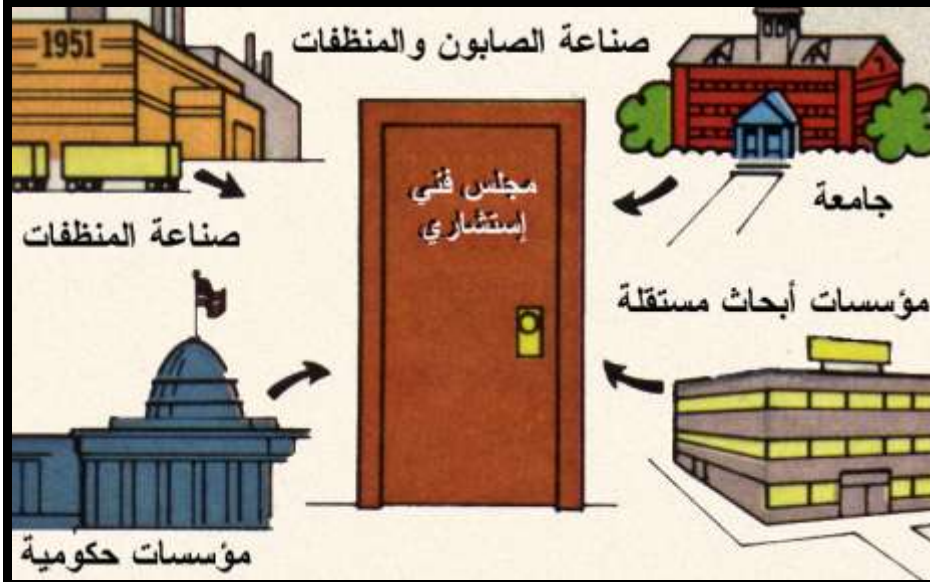 1951
صناعة الصابون والمنظفات
مجلس فني
إستشاري
جامعة
صناعة المنظفات
مؤسسات أبحاث مستقلة
مؤسسات حكومية